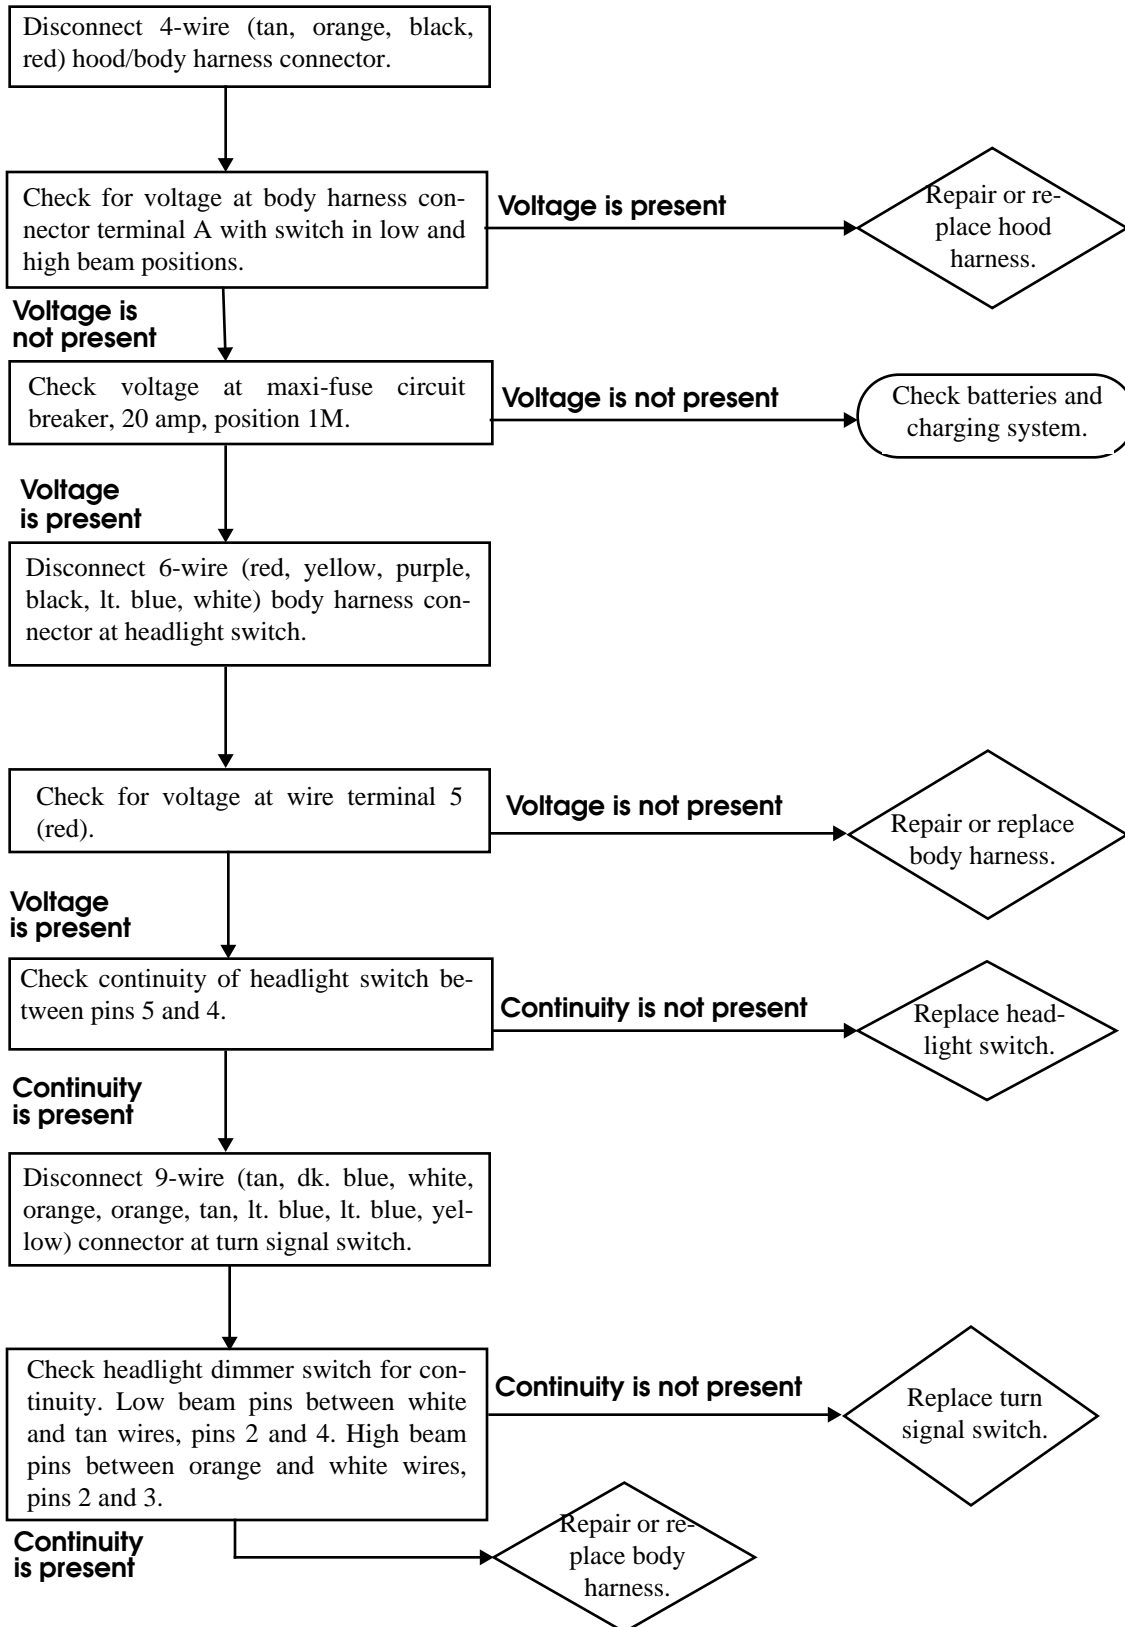 Disconnect 4-wire (tan, orange, black,
red) hood/body harness connector.
Check for voltage at body harness con-
nector terminal A with switch in low and
high beam positions.
Voltage is present
Repair or re-
place hood
harness.
Voltage is
not present
Check voltage at maxi-fuse circuit
breaker, 20 amp, position 1M.
Voltage is not present
Check batteries and
charging system.
Voltage
is present
Disconnect 6-wire (red, yellow, purple,
black, lt. blue, white) body harness con-
nector at headlight switch.
Check for voltage at wire terminal 5
(red).
Voltage is not present
Repair or replace
body harness.
Voltage
is present
Check continuity of headlight switch be-
tween pins 5 and 4.
Continuity is not present
Replace head-
light switch.
Continuity
is present
Disconnect 9-wire (tan, dk. blue, white,
orange, orange, tan, lt. blue, lt. blue, yel-
low) connector at turn signal switch.
Check headlight dimmer switch for con-
tinuity. Low beam pins between white
and tan wires, pins 2 and 4. High beam
pins between orange and white wires,
pins 2 and 3.
Continuity is not present
Replace turn
signal switch.
Continuity
is present
Repair or re-
place body
harness.